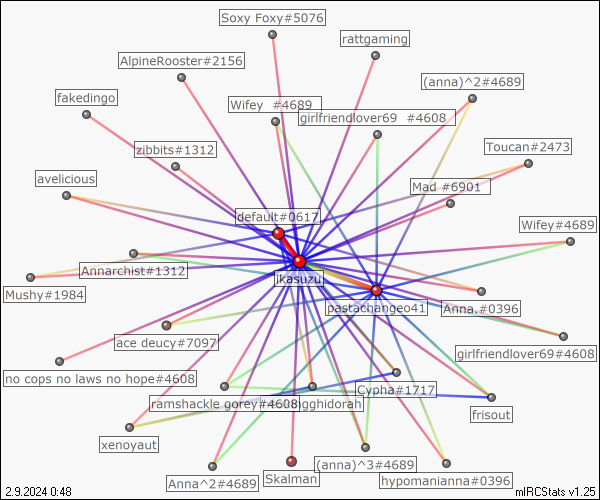 Soxy Foxy#5076
rattgaming
AlpineRooster#2156
(anna)^2#4689
fakedingo
Wifey  #4689
girlfriendlover69  #4608
zibbits#1312
Toucan#2473
avelicious
Mad #6901
default#0617
Wifey#4689
Annarchist#1312
jkasuzu
Mushy#1984
pastachangeo41
Anna.#0396
ace deucy#7097
girlfriendlover69#4608
no cops no laws no hope#4608
Cypha#1717
ramshackle gorey#4608
gghidorah
frisout
xenoyaut
(anna)^3#4689
Anna^2#4689
Skalman
hypomanianna#0396
2.9.2024 0:48
mIRCStats v1.25